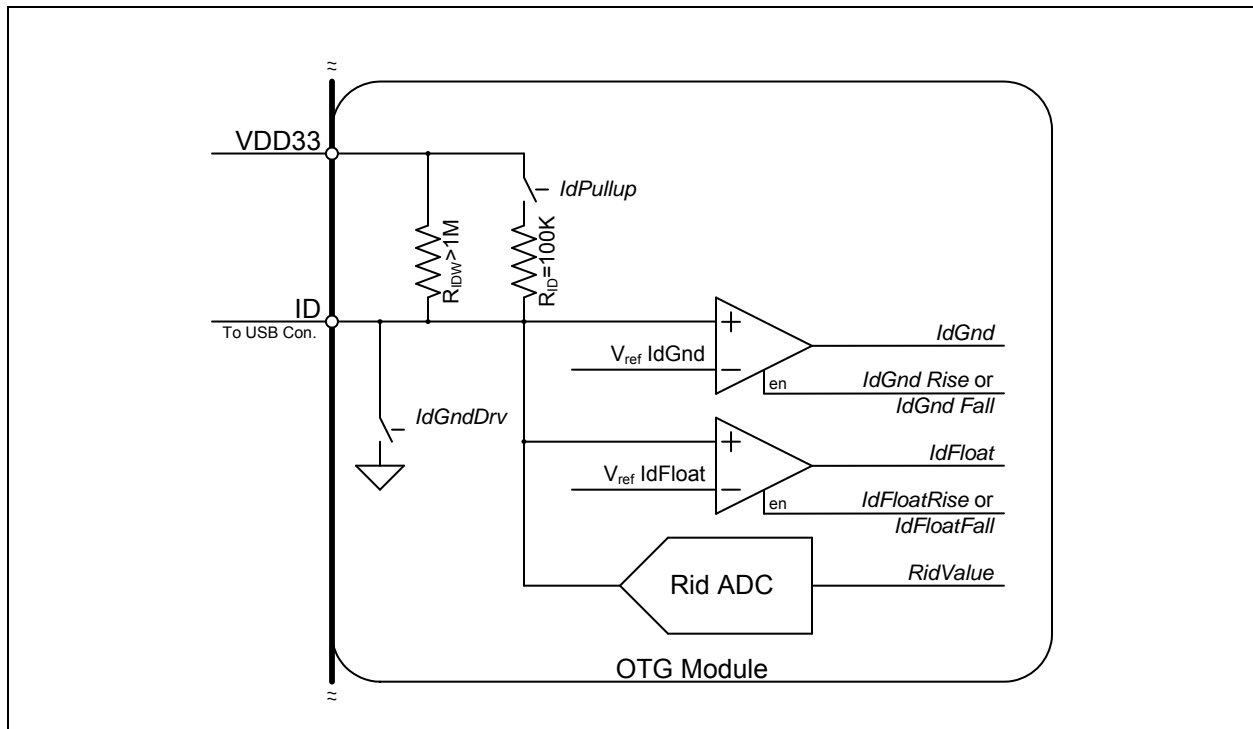 VDD33
IdPullup
RIDW>1M
RID=100K
ID
To USB Con.
+
IdGnd
Vref IdGnd
−
en
IdGnd Rise or
IdGnd Fall
IdGndDrv
+
IdFloat
Vref IdFloat
−
en
IdFloatRise or
IdFloatFall
Rid ADC
RidValue
OTG Module